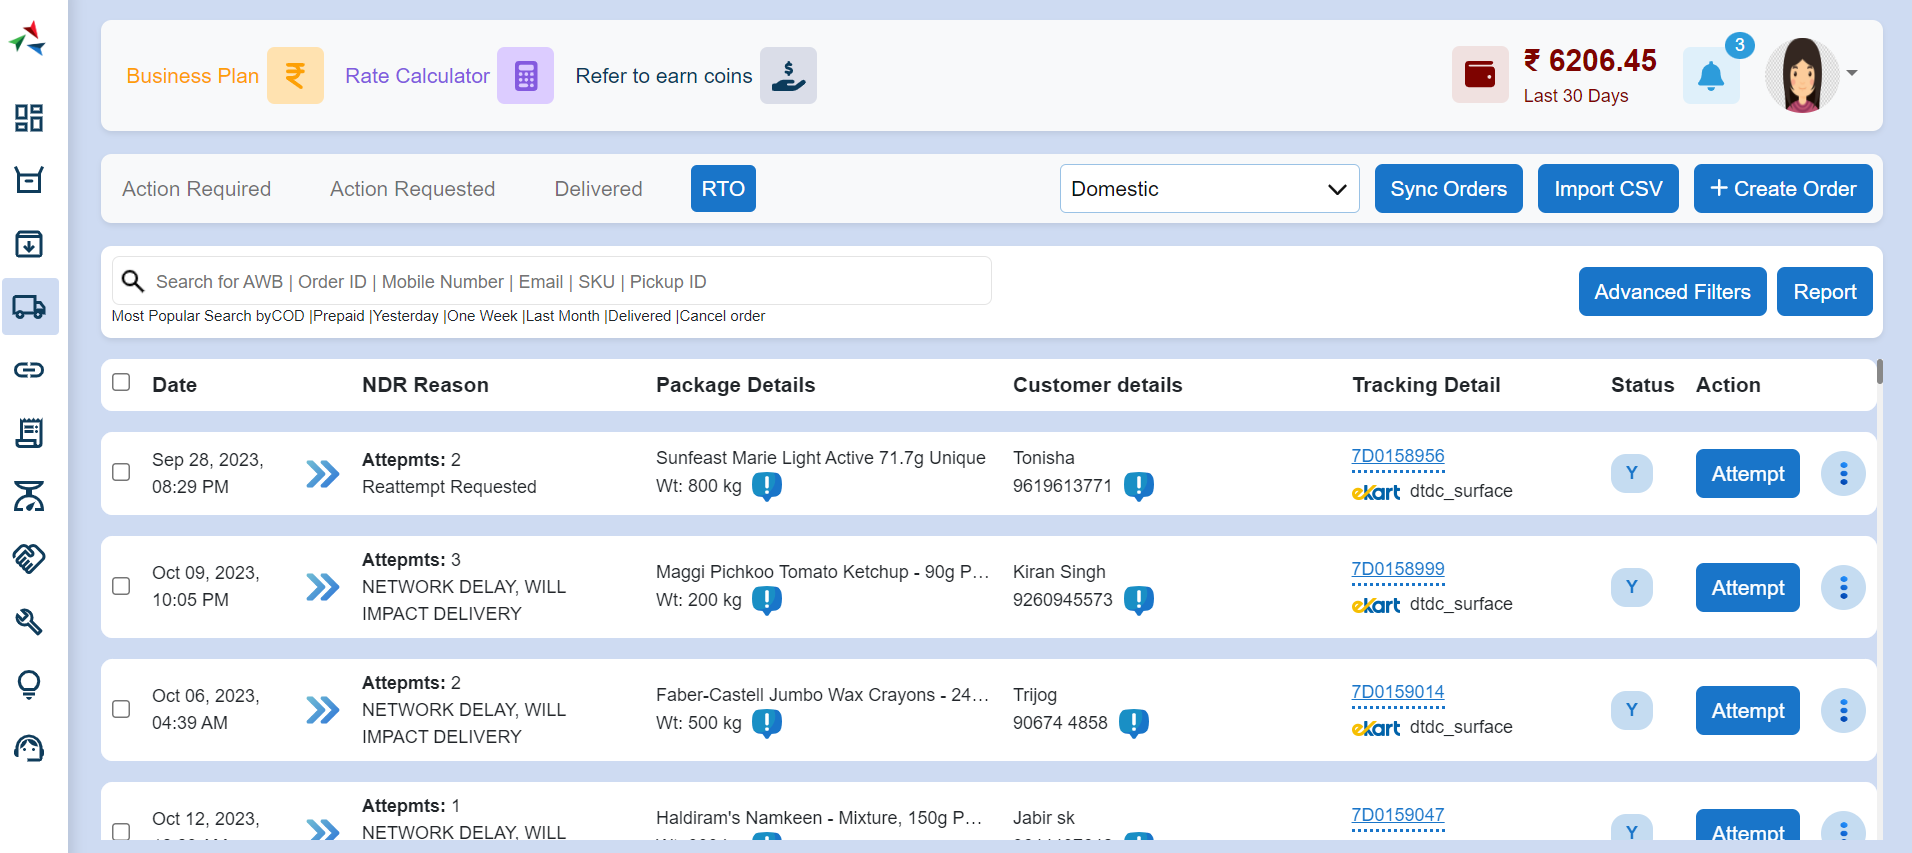 Business Plan Rate Calculator Refer to earn coins ₹ 6206.45 3
Last 30 Days
Action Required Action Requested Delivered RTO Domestic Sync Orders Import CSV + Create Order
Search for AWB | Order ID | Mobile Number | Email | SKU | Pickup ID Advanced Filters Report
Most Popular Search byCOD |Prepaid |Yesterday |One Week |Last Month |Delivered |Cancel order
Date NDR Reason Package Details Customer details Tracking Detail Status Action
Sep 28, 2023, Attepmts: 2 Sunfeast Marie Light Active 71.7g Unique Tonisha 7D0158956 Y Attempt
08:29 PM Reattempt Requested Wt: 800 kg 9619613771 ekart dtdc_surface
Oct 09, 2023, Attepmts: 3 Maggi Pichkoo Tomato Ketchup - 90g P... Kiran Singh 7D0158999 Y Attempt
10:05 PM NETWORK DELAY, WILL Wt: 200 kg 9260945573 ekart dtdc_surface
IMPACT DELIVERY
Oct 06, 2023, Attepmts: 2 Faber-Castell Jumbo Wax Crayons - 24... Trijog 7D0159014 Y Attempt
04:39 AM NETWORK DELAY, WILL Wt: 500 kg 90674 4858 ekart dtdc_surface
IMPACT DELIVERY
Oct 12, 2023, Attepmts: 1 Haldiram's Namkeen - Mixture, 150g P... Jabir sk 7D0159047 Y Attempt
NETWORK DELAY, WILL